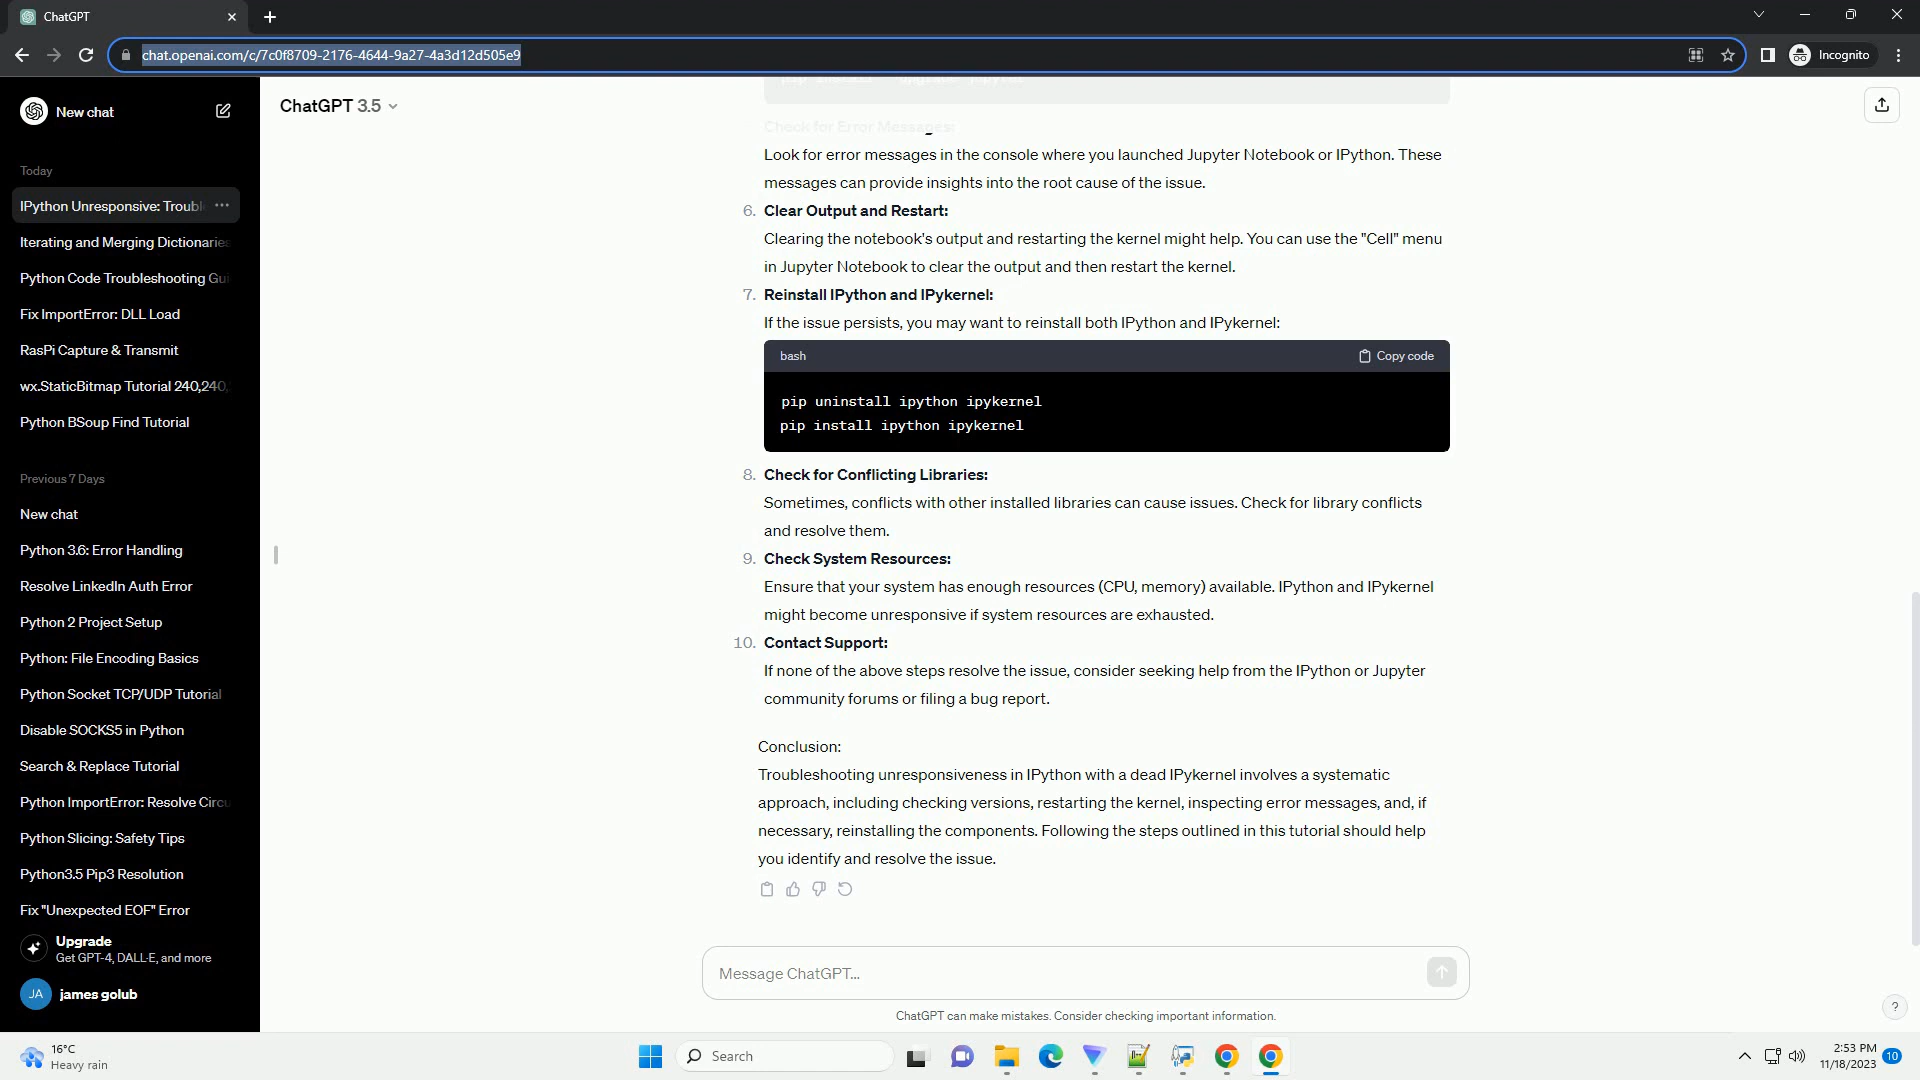 ChatGPT
chat.openai.com/c/7c0f8709-2176-4644-9a27-4a3d12d505e9
Incognito
New chat
Today
IPython Unresponsive: Troubl
Iterating and Merging Dictionaries
Python Code Troubleshooting Gui
Fix ImportError: DLL Load
RasPi Capture & Transmit
wx.StaticBitmap Tutorial 240,240,
Python BSoup Find Tutorial
Previous 7 Days
New chat
Python 3.6: Error Handling
Resolve LinkedIn Auth Error
Python 2 Project Setup
Python: File Encoding Basics
Python Socket TCP/UDP Tutorial
Disable SOCKS5 in Python
Search & Replace Tutorial
Python ImportError: Resolve Circu
Python Slicing: Safety Tips
Python3.5 Pip3 Resolution
Fix "Unexpected EOF" Error
Upgrade
Get GPT-4, DALL·E, and more
JA james golub
ChatGPT 3.5
Check for Error Messages:
Look for error messages in the console where you launched Jupyter Notebook or IPython. These
messages can provide insights into the root cause of the issue.
6. Clear Output and Restart:
Clearing the notebook's output and restarting the kernel might help. You can use the "Cell" menu
in Jupyter Notebook to clear the output and then restart the kernel.
7. Reinstall IPython and IPykernel:
If the issue persists, you may want to reinstall both IPython and IPykernel:
bash Copy code
pip uninstall ipython ipykernel
pip install ipython ipykernel
8. Check for Conflicting Libraries:
Sometimes, conflicts with other installed libraries can cause issues. Check for library conflicts
and resolve them.
9. Check System Resources:
Ensure that your system has enough resources (CPU, memory) available. IPython and IPykernel
might become unresponsive if system resources are exhausted.
10. Contact Support:
If none of the above steps resolve the issue, consider seeking help from the IPython or Jupyter
community forums or filing a bug report.
Conclusion:
Troubleshooting unresponsiveness in IPython with a dead IPykernel involves a systematic
approach, including checking versions, restarting the kernel, inspecting error messages, and, if
necessary, reinstalling the components. Following the steps outlined in this tutorial should help
you identify and resolve the issue.
Message ChatGPT...
ChatGPT can make mistakes. Consider checking important information.
?
16°C
Heavy rain
Search
2:53 PM
11/18/2023
10